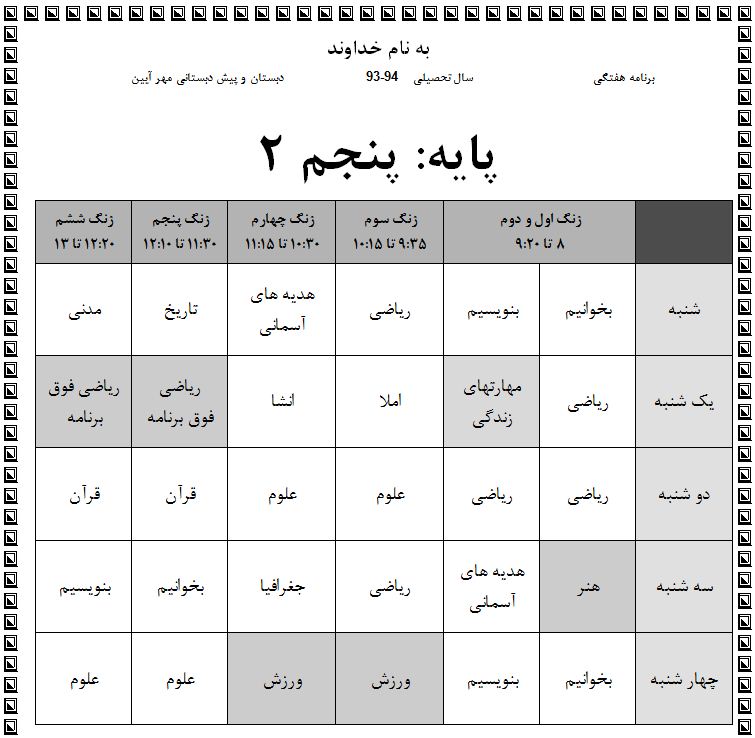 به نام خداوند
برنامه هفتگی سال تحصیلی 93-94 دبستان و پیش دبستانی مهر آیین
پایه: پنجم ۲
زنگ اول و دوم زنگ سوم زنگ چهارم زنگ پنجم زنگ ششم
۸ تا ۹:۲۰ ۹:۳۵ تا ۱۰:۱۵ ۱۰:۳۰ تا ۱۱:۱۵ ۱۱:۳۰ تا ۱۲:۱۰ ۱۲:۲۰ تا ۱۳
شنبه بخوانیم بنویسیم ریاضی هدیه های آسمانی تاریخ مدنی
یک شنبه ریاضی مهارتهای زندگی املا انشا ریاضی فوق برنامه ریاضی فوق برنامه
دو شنبه ریاضی ریاضی علوم علوم قرآن قرآن
سه شنبه هنر هدیه های آسمانی ریاضی جغرافیا بخوانیم بنویسیم
چهار شنبه بخوانیم بنویسیم ورزش ورزش علوم علوم